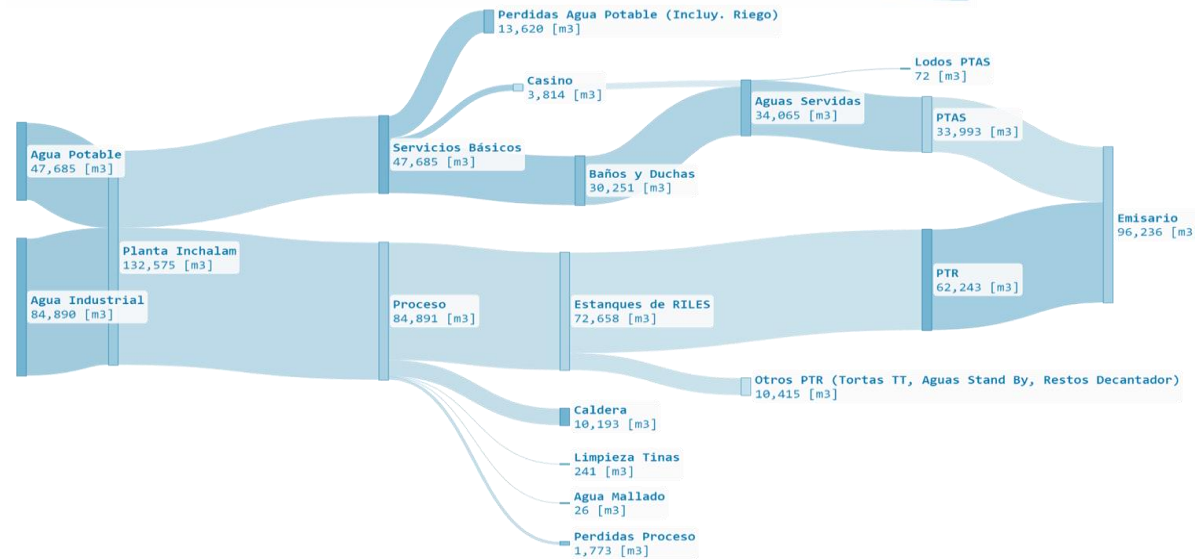 Perdidas Agua Potable (Incluy. Riego)
13,620 [m3]
Lodos PTAS
72 [m3]
Casino
3,814 [m3]
Aguas Servidas
34,065 [m3]
PTAS
33,993 [m3]
Agua Potable
47,685 [m3]
Servicios Básicos
47,685 [m3]
Baños y Duchas
30,251 [m3]
Emisario
96,236 [m3
Planta Inchalam
132,575 [m3]
Agua Industrial
84,890 [m3]
Proceso
84,891 [m3]
Estanques de RILES
72,658 [m3]
PTR
62,243 [m3]
Otros PTR (Tortas TT, Aguas Stand By, Restos Decantador)
10,415 [m3]
Caldera
10,193 [m3]
Limpieza Tinas
241 [m3]
Agua Mallado
26 [m3]
Perdidas Proceso
1,773 [m3]